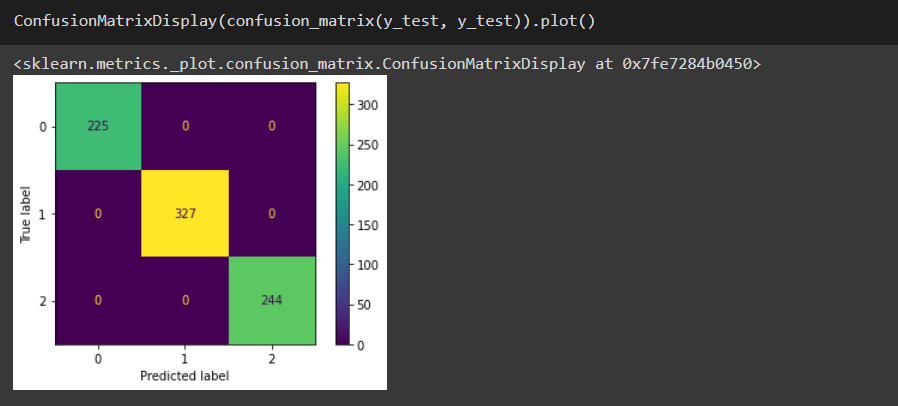 ConfusionMatrixDisplay(confusion_matrix(y_test, y_test)).plot()
<sklearn.metrics._plot.confusion_matrix.ConfusionMatrixDisplay at 0x7fe7284b0450>
0 225 0 0
1 0 327 0
2 0 0 244
True label
0 1 2
Predicted label
300
250
200
150
100
50
0